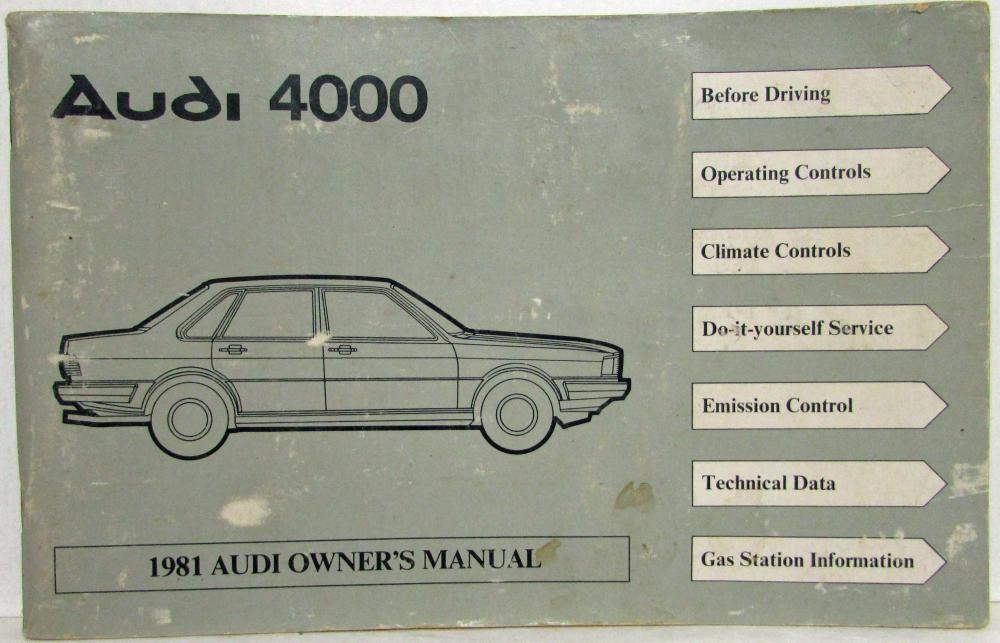 Audi 4000
Before Driving
Operating Controls
Climate Controls
Do-it-yourself Service
Emission Control
Technical Data
Gas Station Information
1981 AUDI OWNER'S MANUAL